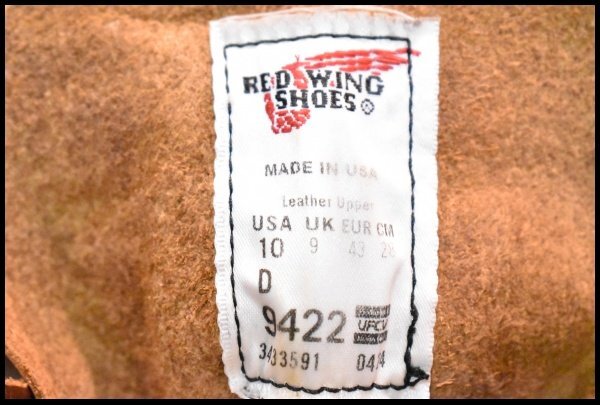 RED WING
SHOES
MADE IN USA
Leather Upper
USA UK EUR CM
10 9 43 28
D
9422 UFCW
3433591 04/4